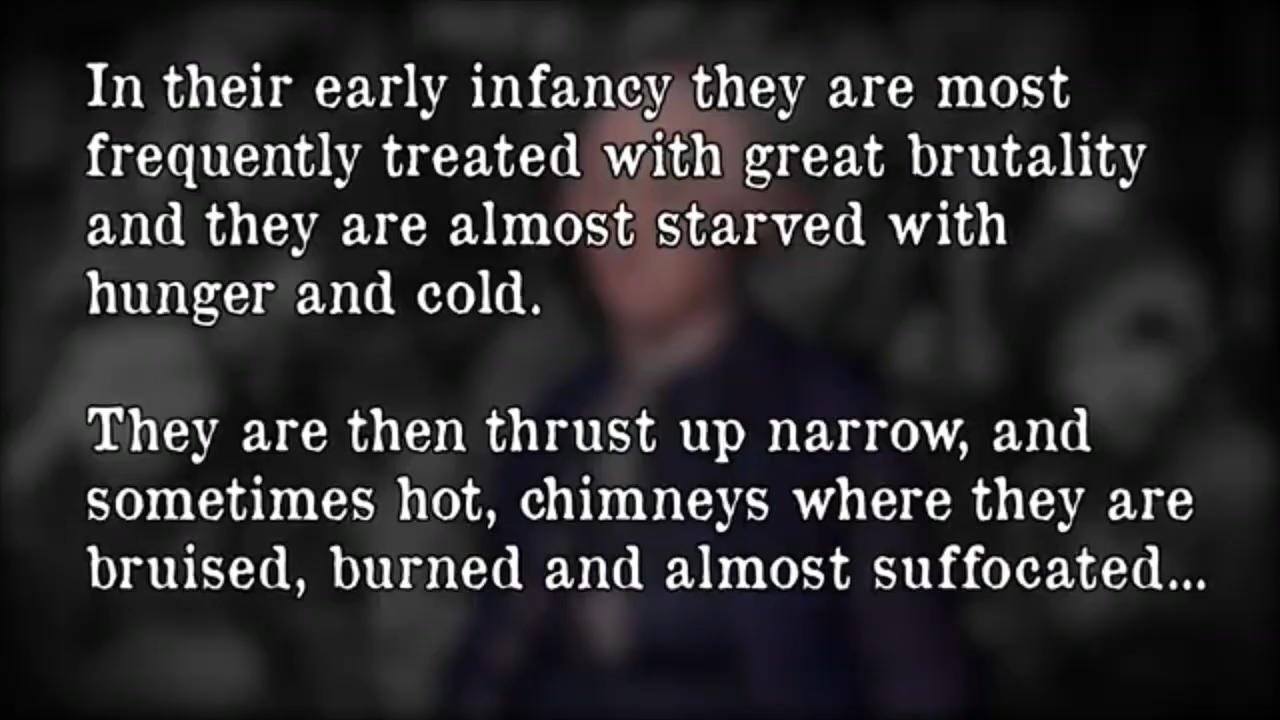 In their early infancy they are most
frequently treated with great brutality
and they are almost starved with
hunger and cold.
They are then thrust up narrow, and
sometimes hot, chimneys where they are
bruised, burned and almost suffocated...